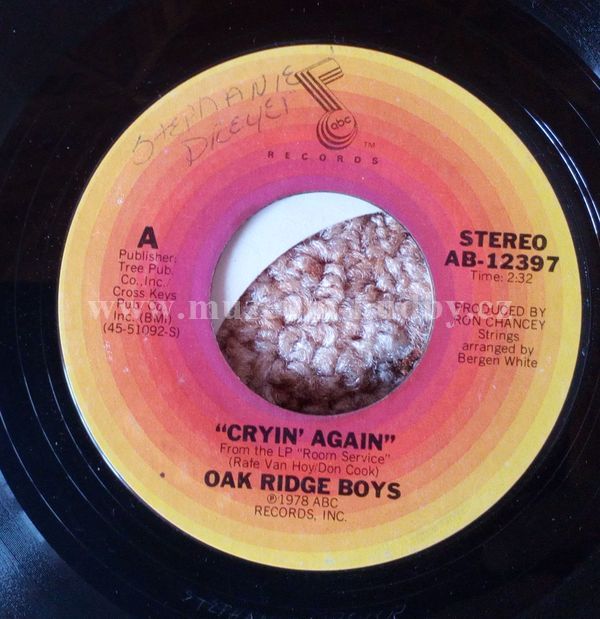 STEPHANIE
DREYER
abc
TM
RECORDS
A
Publisher:
Tree Pub.
Co., Inc.
Cross Keys
Pub. Co.,
Inc. (BMI)
(45-51092-S)
STEREO
AB-12397
Time: 2:32
PRODUCED BY
RON CHANCEY
Strings
arranged by
Bergen White
"CRYIN' AGAIN"
From the LP "Room Service"
(Rafe Van Hoy/Don Cook)
OAK RIDGE BOYS
℗1978 ABC
RECORDS, INC.